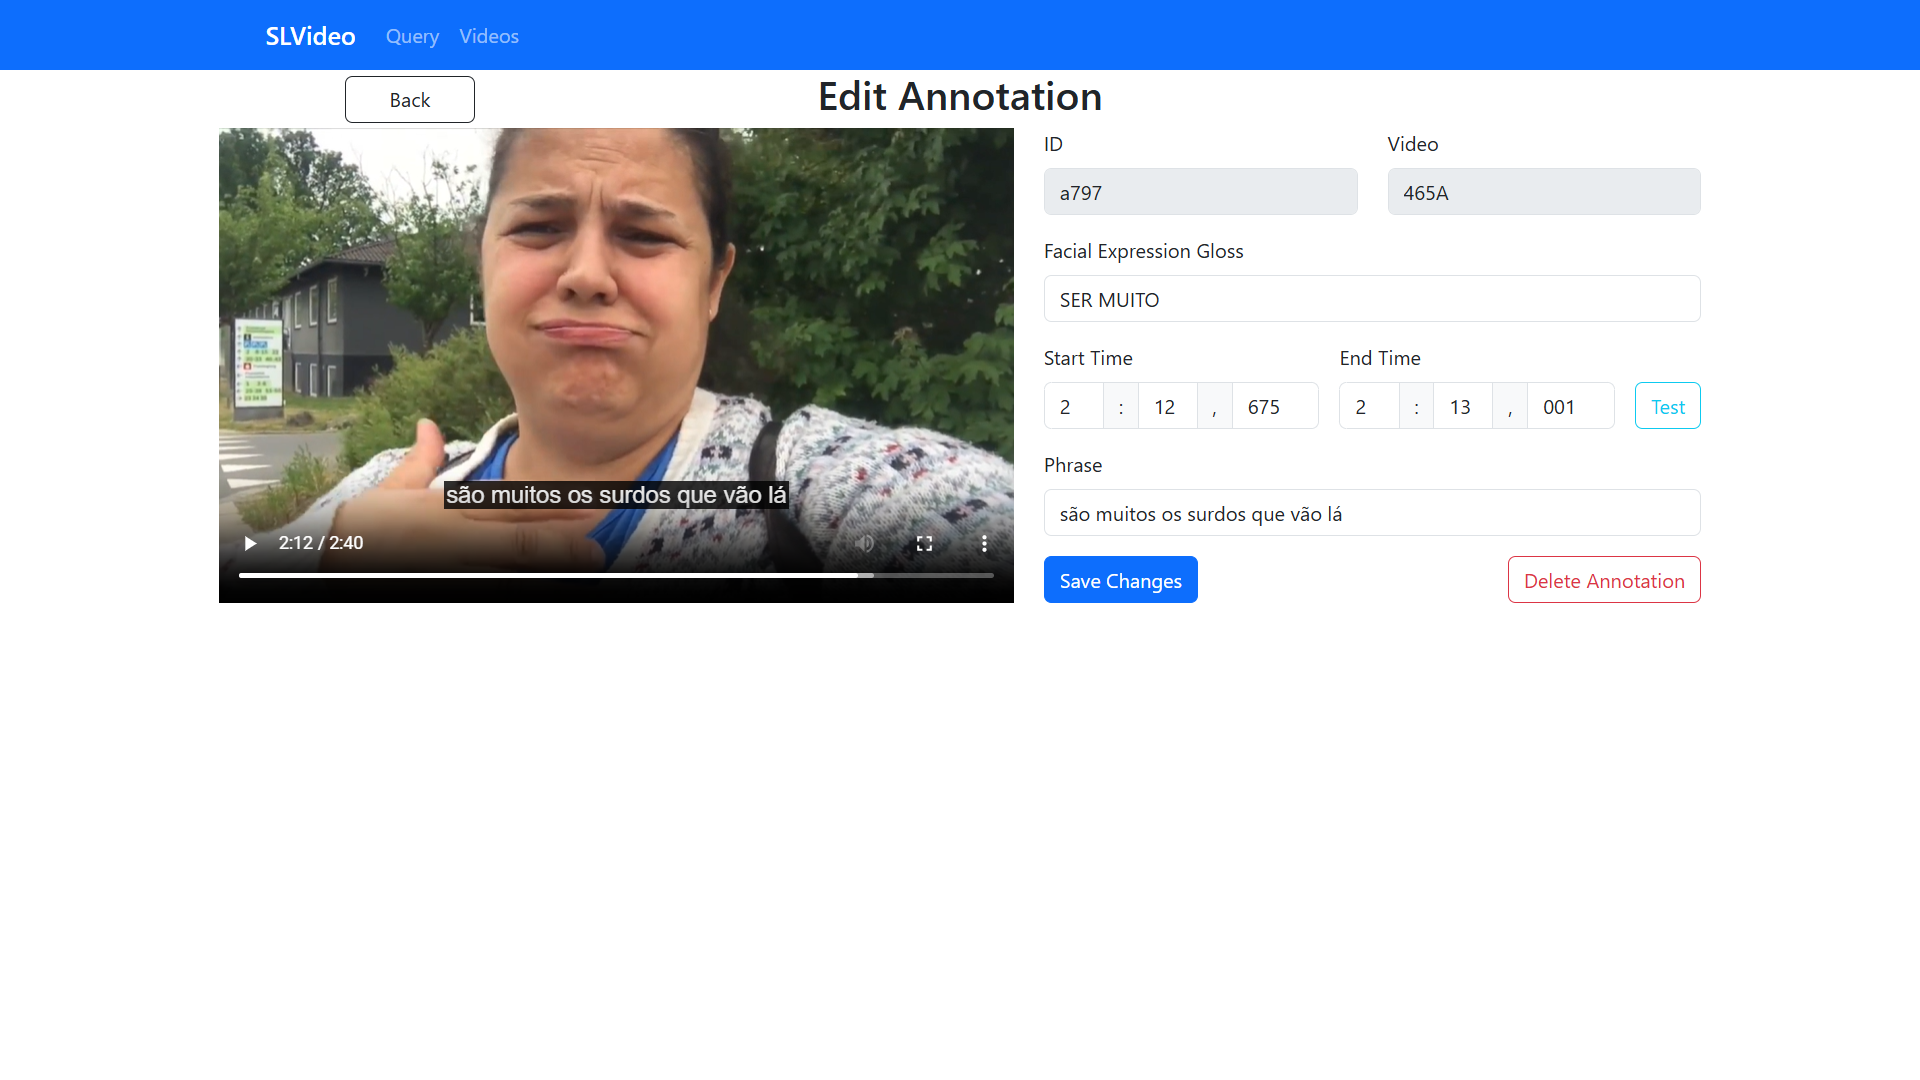 SLVideo Query Videos
Back
Edit Annotation
são muitos os surdos que vão lá
2:12 / 2:40
ID
Video
a797
465A
Facial Expression Gloss
SER MUITO
Start Time
End Time
2 : 12 , 675
2 : 13 , 001
Test
Phrase
são muitos os surdos que vão lá
Save Changes
Delete Annotation